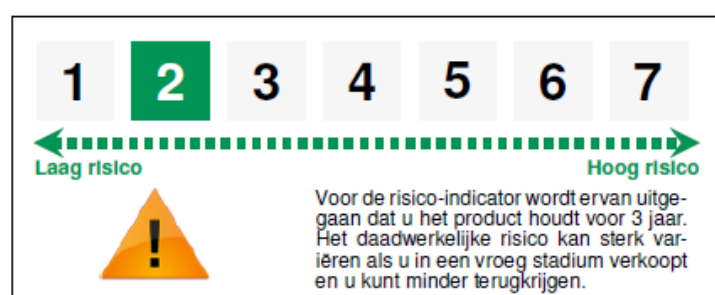 1 2 3 4 5 6 7
Laag risico Hoog risico
!
Voor de risico-indicator wordt ervan uitge-
gaan dat u het product houdt voor 3 jaar.
Het daadwerkelijke risico kan sterk var-
iëren als u in een vroeg stadium verkoopt
en u kunt minder terugkrijgen.